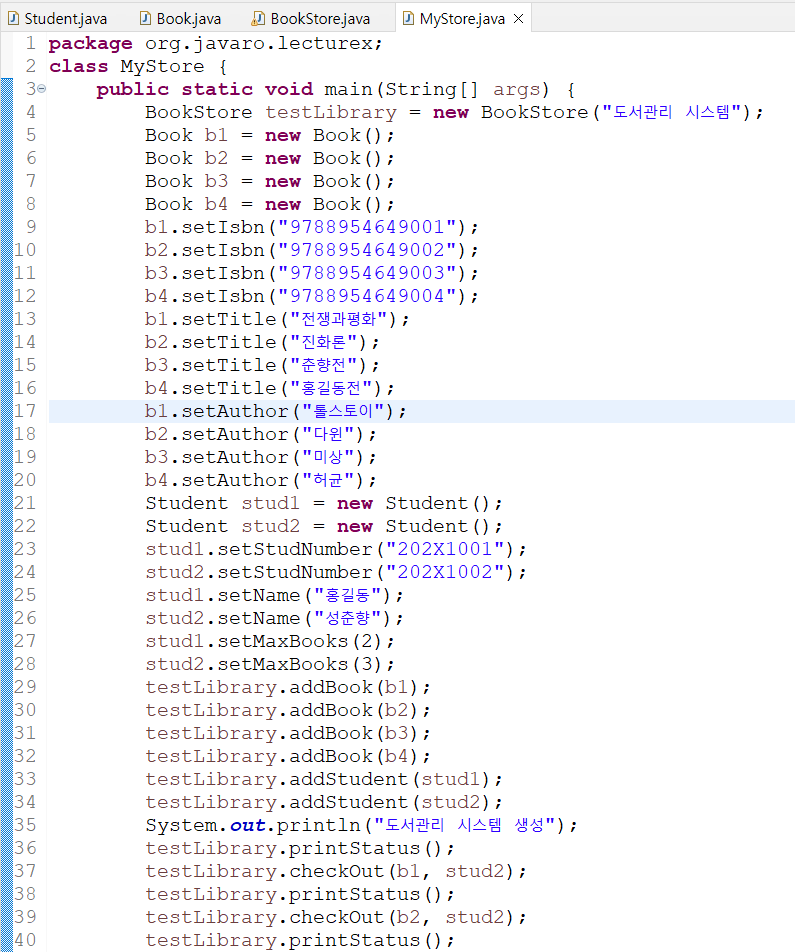 Student.java Book.java BookStore.java MyStore.java
1 package org.javaro.lecturex;
2 class MyStore {
3 public static void main(String[] args) {
4 BookStore testLibrary = new BookStore("도서관리 시스템");
5 Book b1 = new Book();
6 Book b2 = new Book();
7 Book b3 = new Book();
8 Book b4 = new Book();
9 b1.setIsbn("9788954649001");
10 b2.setIsbn("9788954649002");
11 b3.setIsbn("9788954649003");
12 b4.setIsbn("9788954649004");
13 b1.setTitle("전쟁과평화");
14 b2.setTitle("진화론");
15 b3.setTitle("춘향전");
16 b4.setTitle("홍길동전");
17 b1.setAuthor("톨스토이");
18 b2.setAuthor("다윈");
19 b3.setAuthor("미상");
20 b4.setAuthor("허균");
21 Student stud1 = new Student();
22 Student stud2 = new Student();
23 stud1.setStudNumber("202X1001");
24 stud2.setStudNumber("202X1002");
25 stud1.setName("홍길동");
26 stud2.setName("성춘향");
27 stud1.setMaxBooks(2);
28 stud2.setMaxBooks(3);
29 testLibrary.addBook(b1);
30 testLibrary.addBook(b2);
31 testLibrary.addBook(b3);
32 testLibrary.addBook(b4);
33 testLibrary.addStudent(stud1);
34 testLibrary.addStudent(stud2);
35 System.out.println("도서관리 시스템 생성");
36 testLibrary.printStatus();
37 testLibrary.checkOut(b1, stud2);
38 testLibrary.printStatus();
39 testLibrary.checkOut(b2, stud2);
40 testLibrary.printStatus();